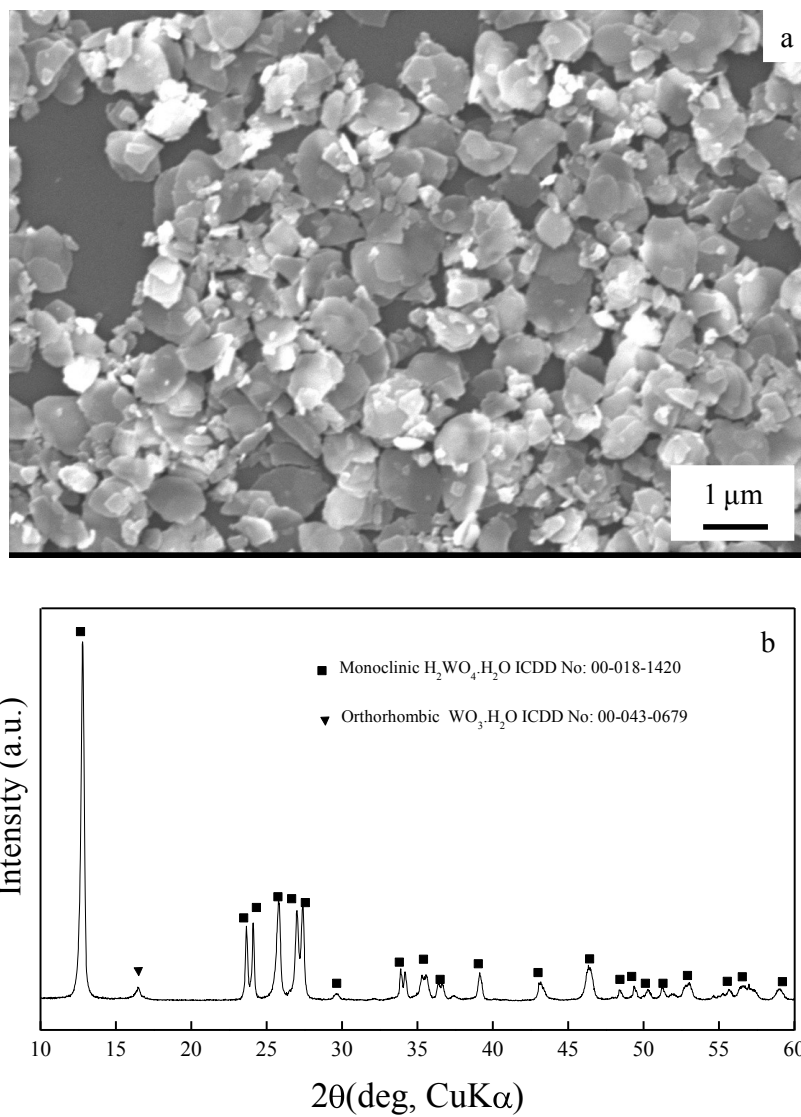 a
1 μm
b
■ Monoclinic H₂WO₄.H₂O ICDD No: 00-018-1420
▼ Orthorhombic WO₃.H₂O ICDD No: 00-043-0679
Intensity (a.u.)
10 15 20 25 30 35 40 45 50 55 60
2θ(deg, CuKα)